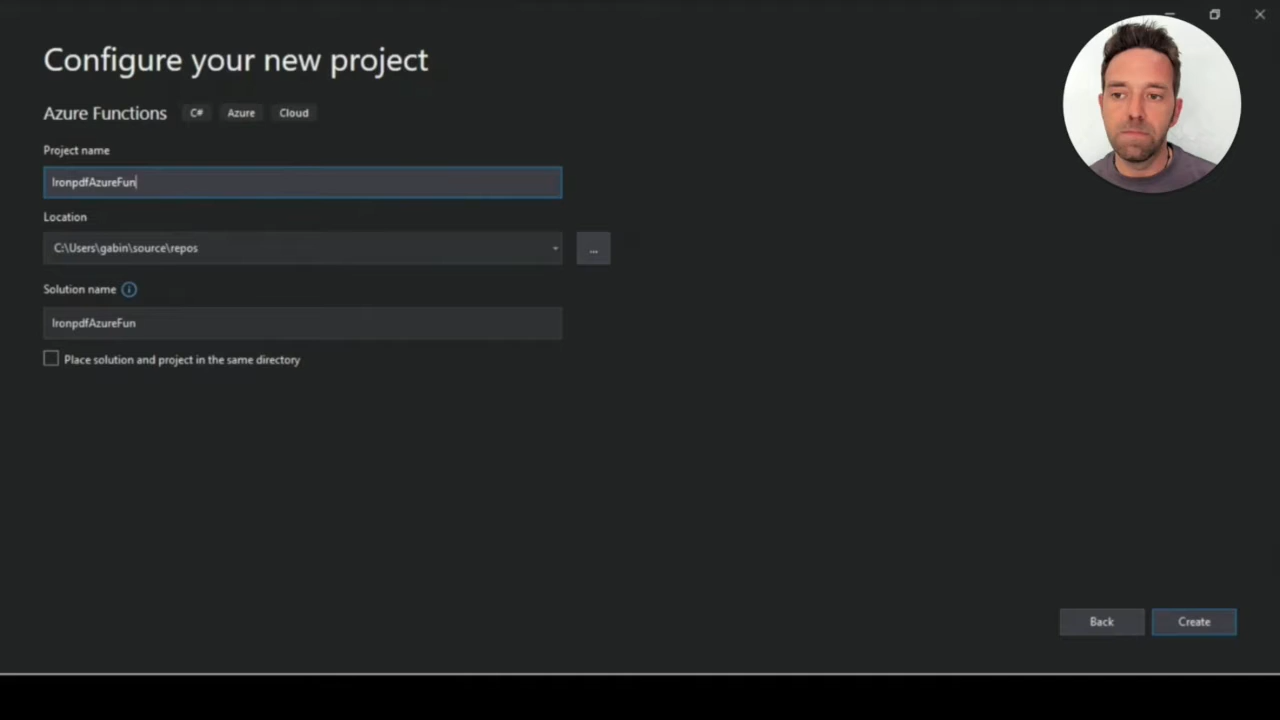 Configure your new project
Azure Functions C# Azure Cloud
Project name
IronpdfAzureFun
Location
C:\Users\gabin\source\repos
...
Solution name
IronpdfAzureFun
Place solution and project in the same directory
Back Create